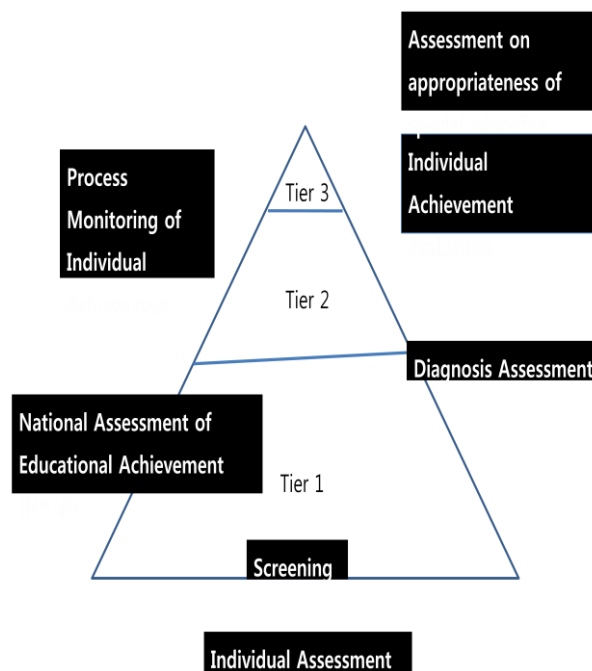 Assessment on
appropriateness of
Individual
Achievement
Process
Monitoring of
Individual
Tier 3
Tier 2
Diagnosis Assessment
National Assessment of
Educational Achievement
Tier 1
Screening
Individual Assessment